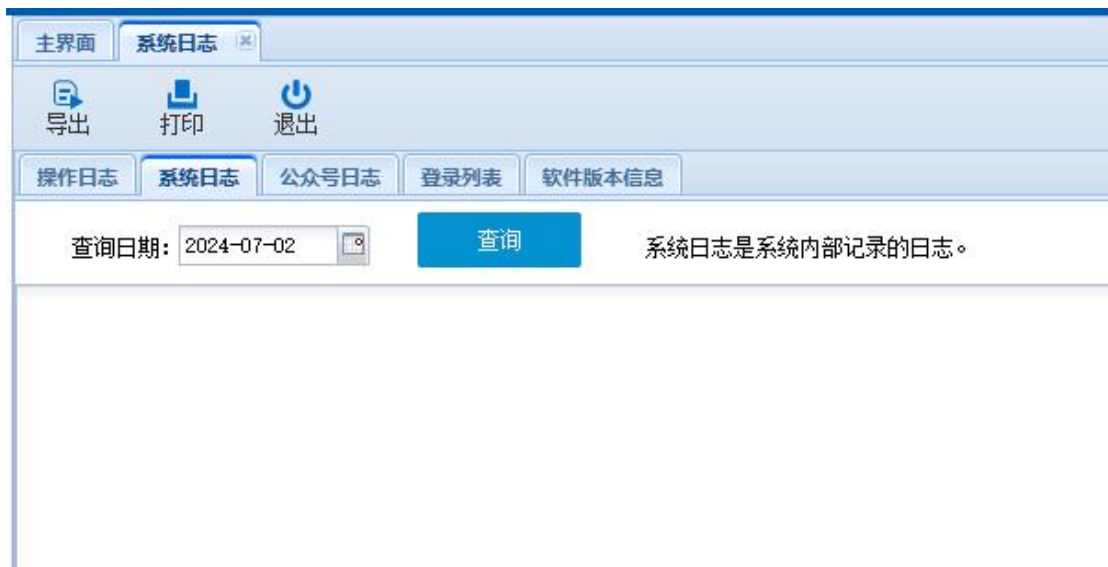 主界面 系统日志
导出 打印 退出
操作日志 系统日志 公众号日志 登录列表 软件版本信息
查询日期: 2024-07-02 查询 系统日志是系统内部记录的日志。